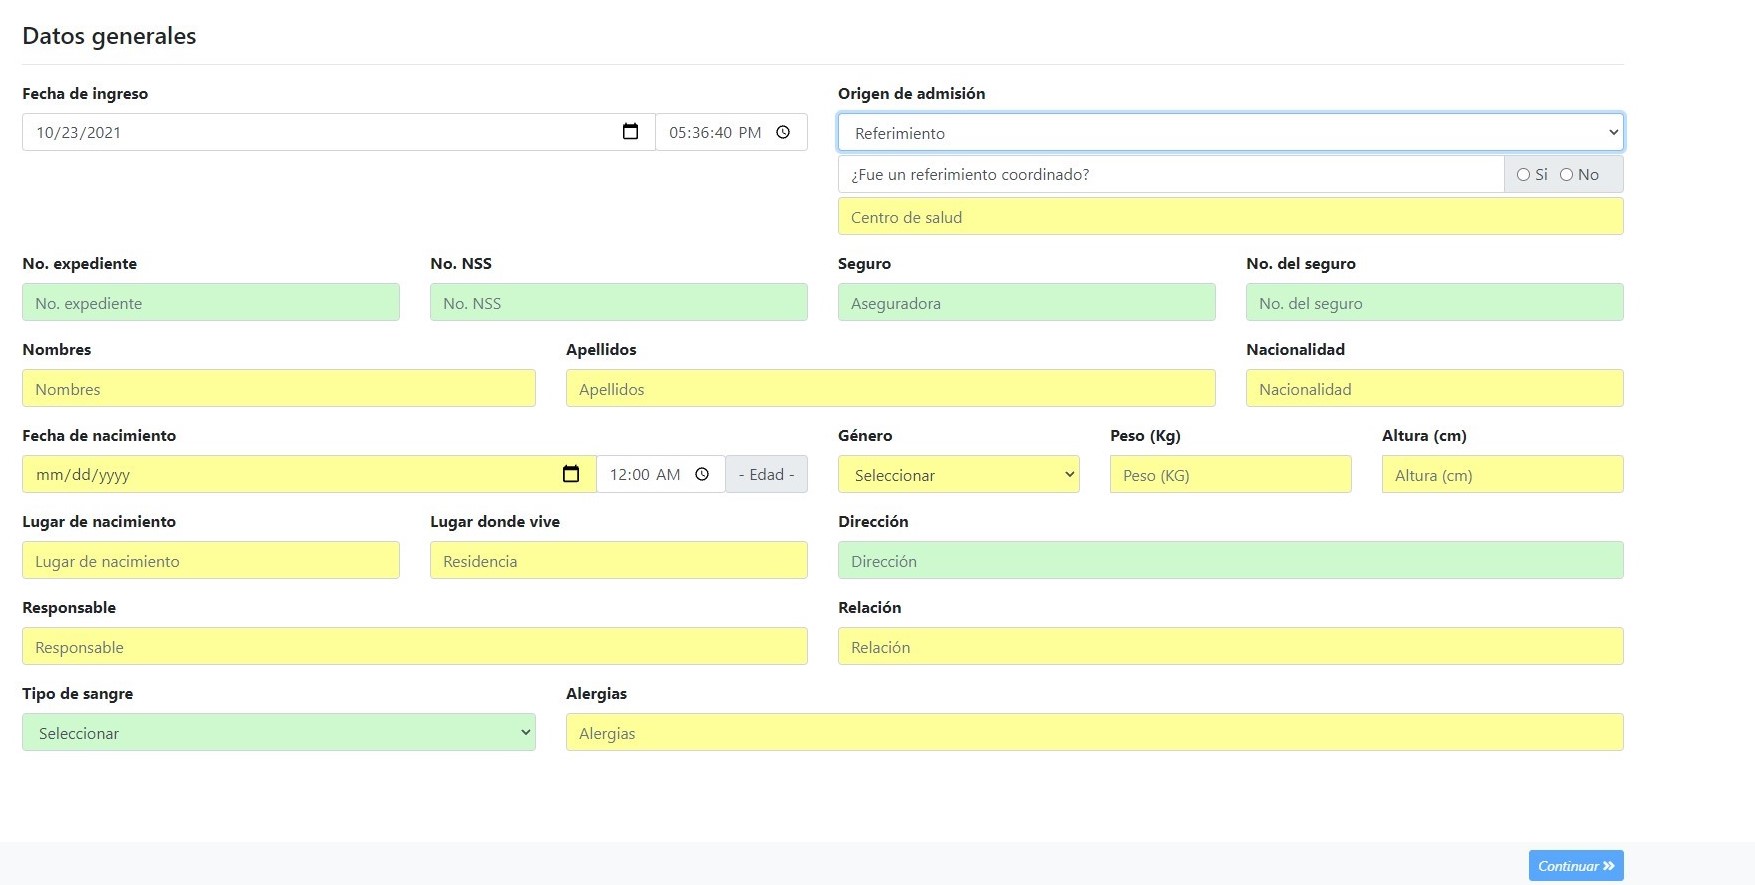 Datos generales
Fecha de ingreso
Origen de admisión
10/23/2021
05:36:40 PM
Referimiento
¿Fue un referimiento coordinado?
Si
No
Centro de salud
No. expediente
No. NSS
Seguro
No. del seguro
No. expediente
No. NSS
Aseguradora
No. del seguro
Nombres
Apellidos
Nacionalidad
Nombres
Apellidos
Nacionalidad
Fecha de nacimiento
Género
Peso (Kg)
Altura (cm)
mm/dd/yyyy
12:00 AM
- Edad -
Seleccionar
Peso (KG)
Altura (cm)
Lugar de nacimiento
Lugar donde vive
Dirección
Lugar de nacimiento
Residencia
Dirección
Responsable
Relación
Responsable
Relación
Tipo de sangre
Alergias
Seleccionar
Alergias
Continuar »